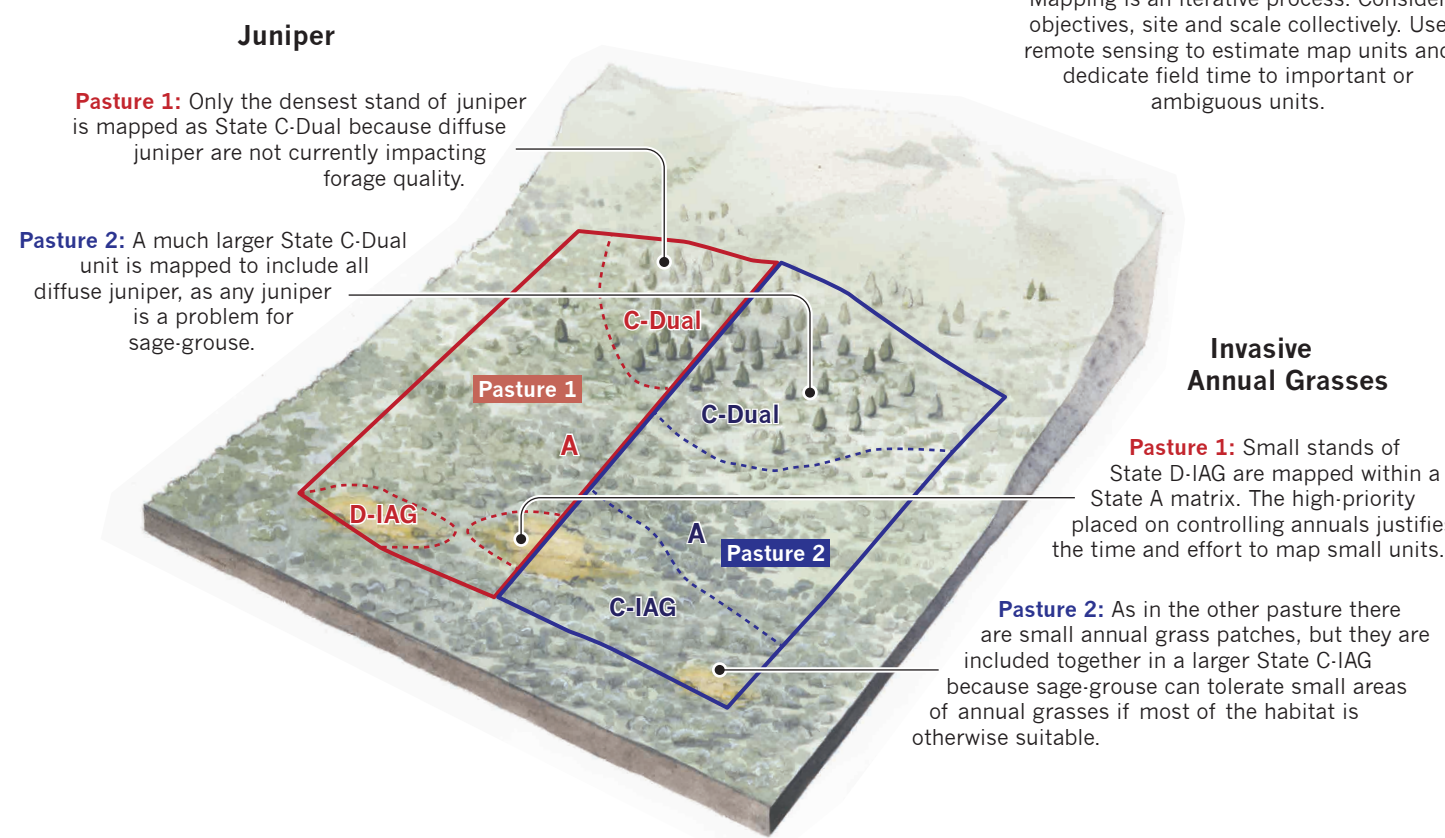 Mapping is an iterative process. Consider
objectives, site and scale collectively. Use
remote sensing to estimate map units and
dedicate field time to important or
ambiguous units.
Juniper
Pasture 1: Only the densest stand of juniper
is mapped as State C-Dual because diffuse
juniper are not currently impacting
forage quality.
Pasture 2: A much larger State C-Dual
unit is mapped to include all
diffuse juniper, as any juniper
is a problem for
sage-grouse.
C-Dual
Pasture 1
A
D-IAG
C-Dual
A
Pasture 2
C-IAG
Invasive
Annual Grasses
Pasture 1: Small stands of
State D-IAG are mapped within a
State A matrix. The high-priority
placed on controlling annuals justifie
the time and effort to map small units.
Pasture 2: As in the other pasture there
are small annual grass patches, but they are
included together in a larger State C-IAG
because sage-grouse can tolerate small areas
of annual grasses if most of the habitat is
otherwise suitable.